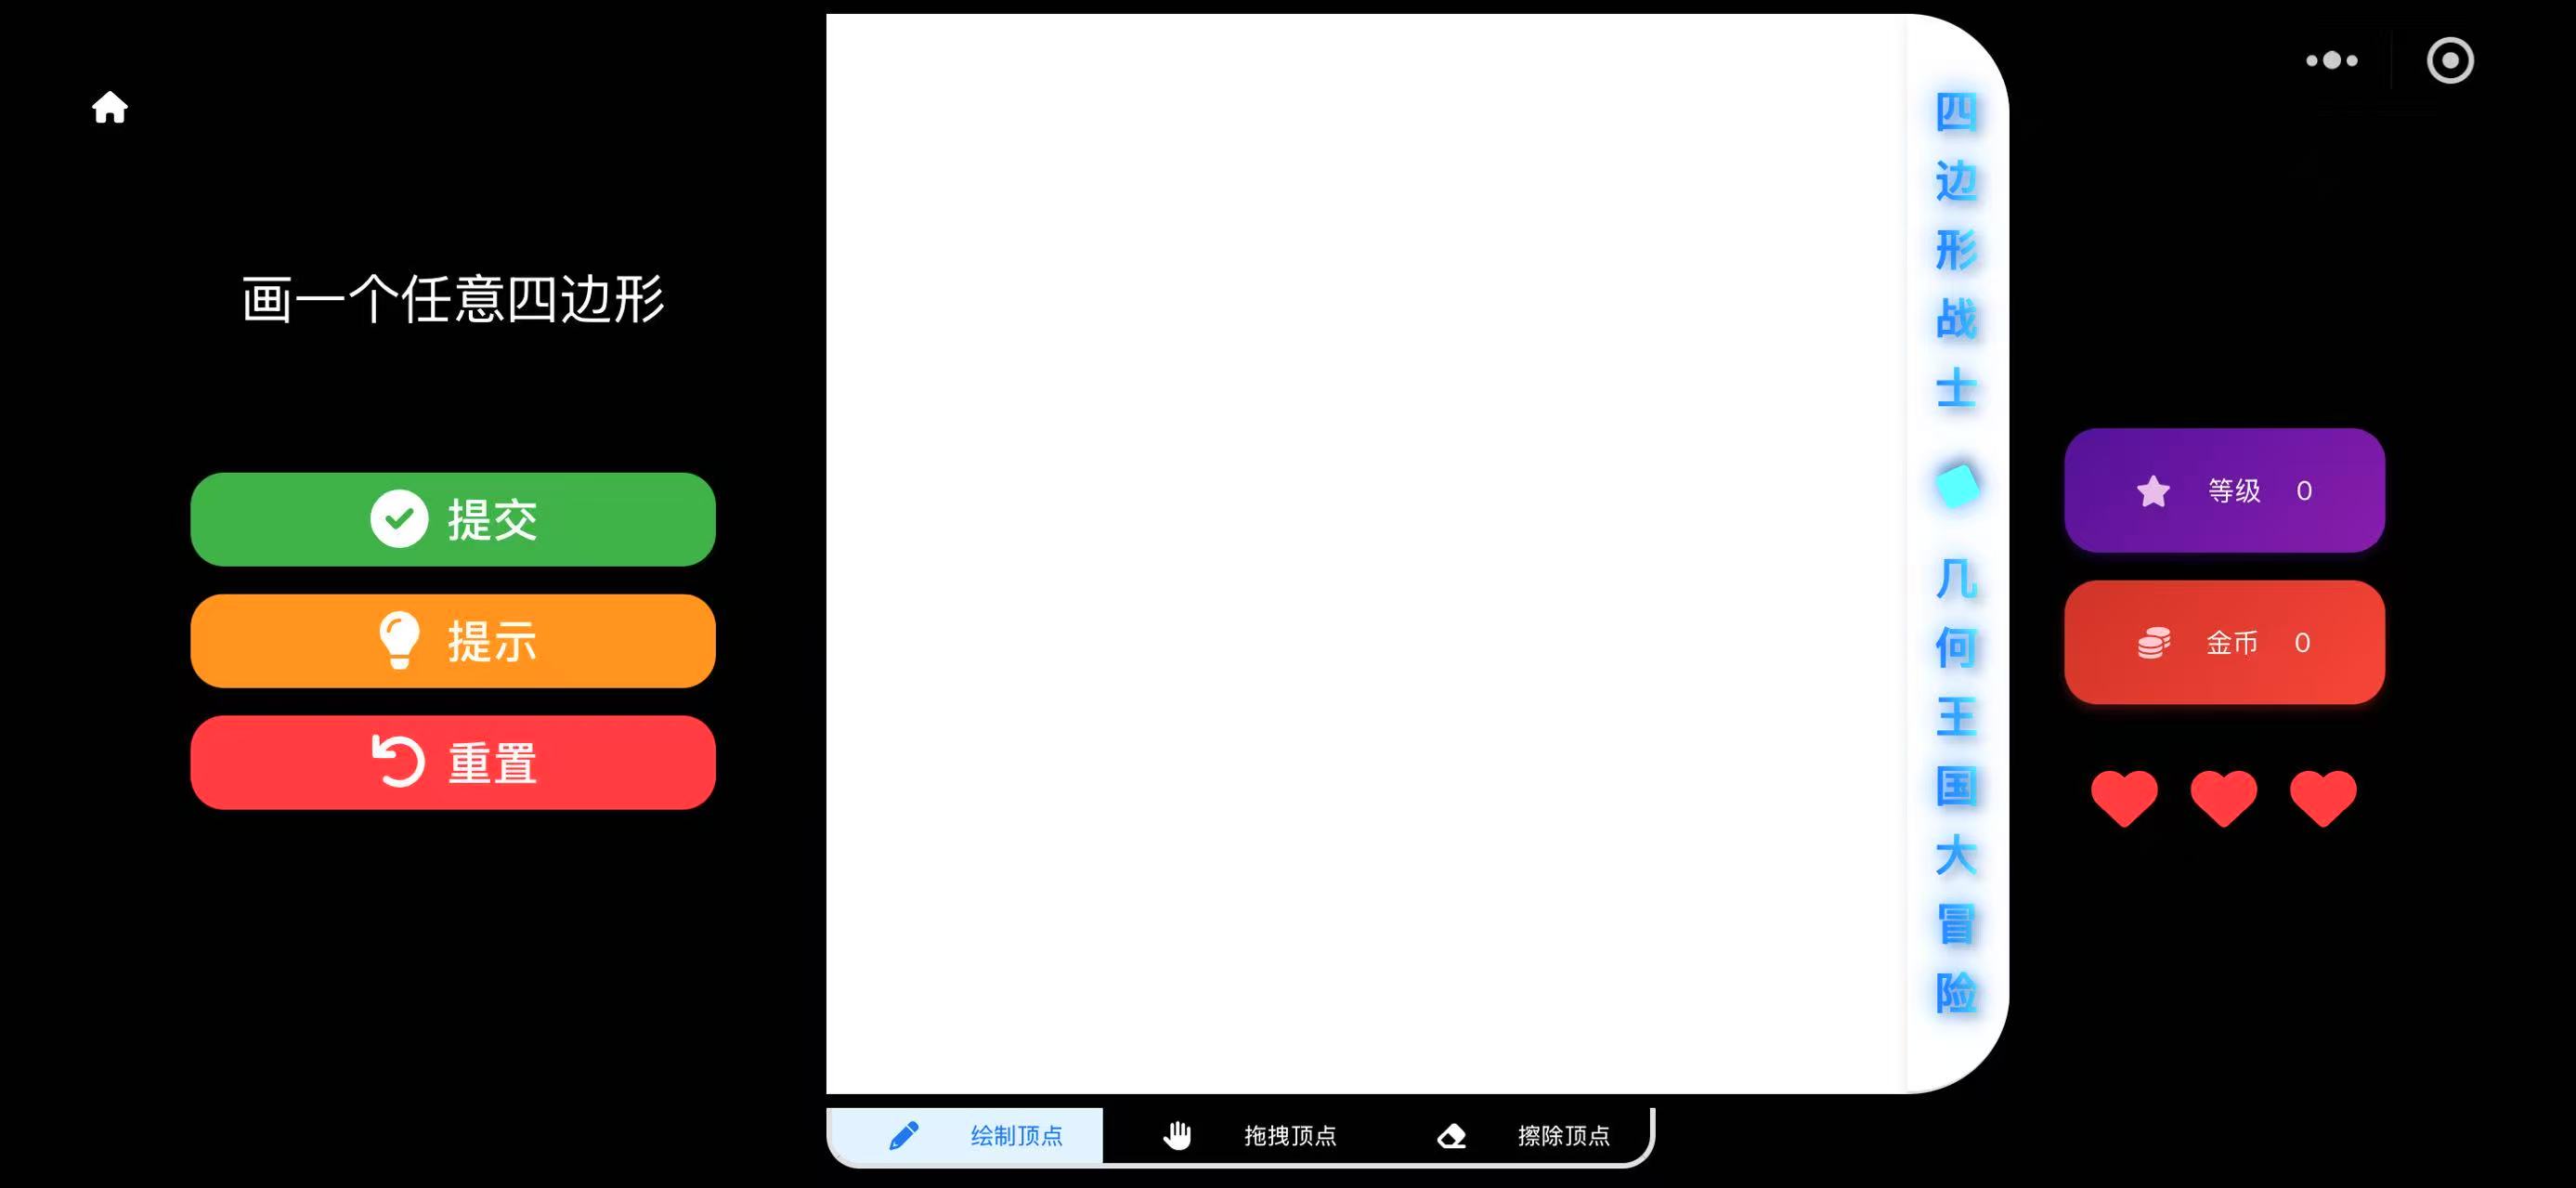 画一个任意四边形
提交
提示
重置
四边形战士
几何王国大冒险
等级 0
金币 0
绘制顶点
拖拽顶点
擦除顶点